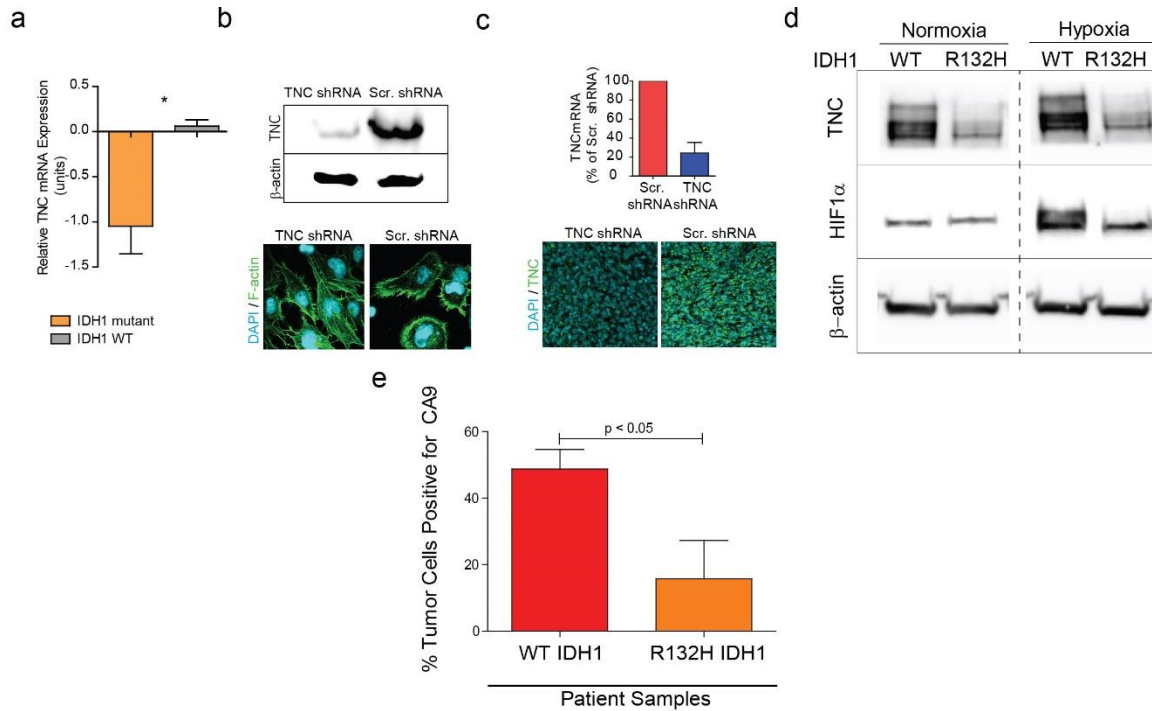 a
Relative TNC mRNA Expression
(units)
0.5
0.0
-0.5
-1.0
-1.5
*
IDH1 mutant
IDH1 WT
b
TNC shRNA Scr. shRNA
TNC
β-actin
TNC shRNA Scr. shRNA
DAPI / F-actin
c
TNCmRNA
(% of Scr. shRNA)
100
80
60
40
20
0
Scr. TNC
shRNA shRNA
TNC shRNA Scr. shRNA
DAPI / TNC
d
Normoxia Hypoxia
IDH1 WT R132H WT R132H
TNC
HIF1α
β-actin
e
% Tumor Cells Positive for CA9
60
40
20
0
p < 0.05
WT IDH1 R132H IDH1
Patient Samples